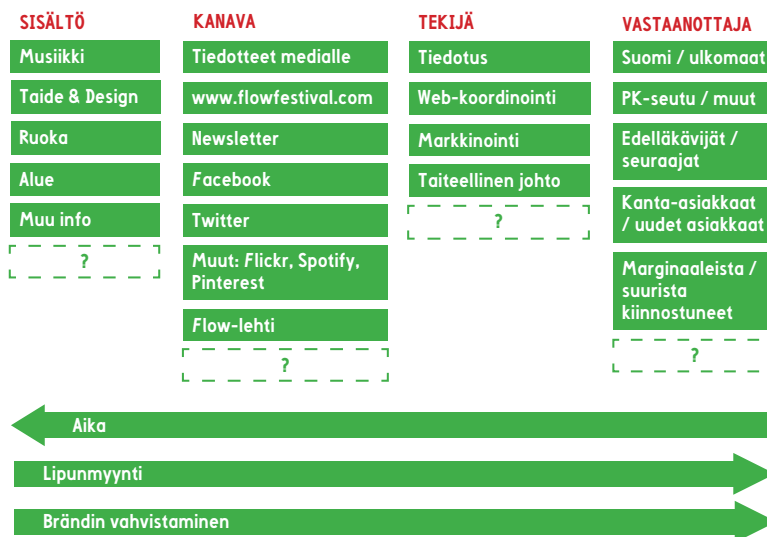 SISÄLTÖ
Musiikki
Taide & Design
Ruoka
Alue
Muu info
?
KANAVA
Tiedotteet medialle
www.flowfestival.com
Newsletter
Facebook
Twitter
Muut: Flickr, Spotify,
Pinterest
Flow-lehti
?
TEKIJÄ
Tiedotus
Web-koordinointi
Markkinointi
Taiteellinen johto
?
VASTAANOTTAJA
Suomi / ulkomaat
PK-seutu / muut
Edelläkävijät /
seuraajat
Kanta-asiakkaat
/ uudet asiakkaat
Marginaaleista /
suurista
kiinnostuneet
?
Aika
Lipunmyynti
Brändin vahvistaminen